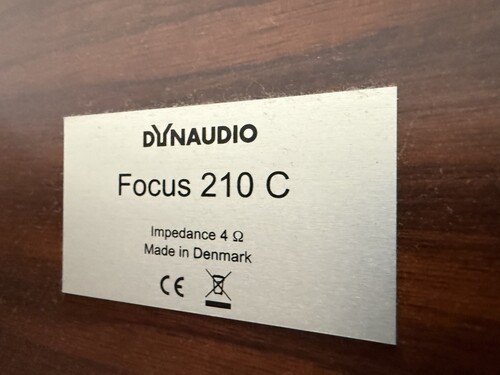 DYNAUDIO
Focus 210 C
Impedance 4 Ω
Made in Denmark
CE